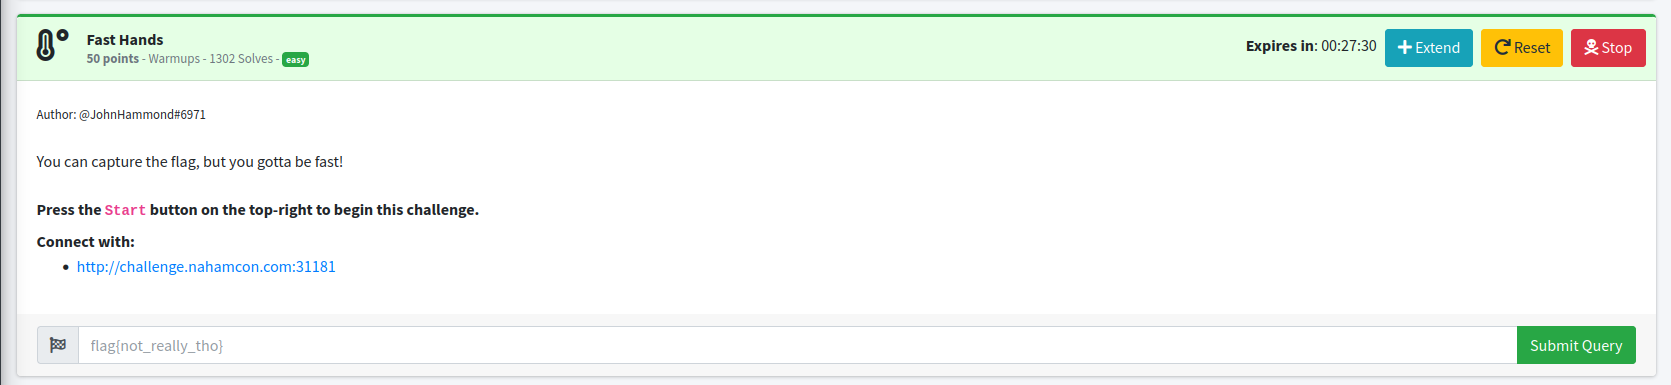 Fast Hands
50 points - Warmups - 1302 Solves - easy
Expires in: 00:27:30
Extend
Reset
Stop
Author: @JohnHammond#6971
You can capture the flag, but you gotta be fast!
Press the Start button on the top-right to begin this challenge.
Connect with:
• http://challenge.nahamcon.com:31181
flag{not_really_tho}
Submit Query